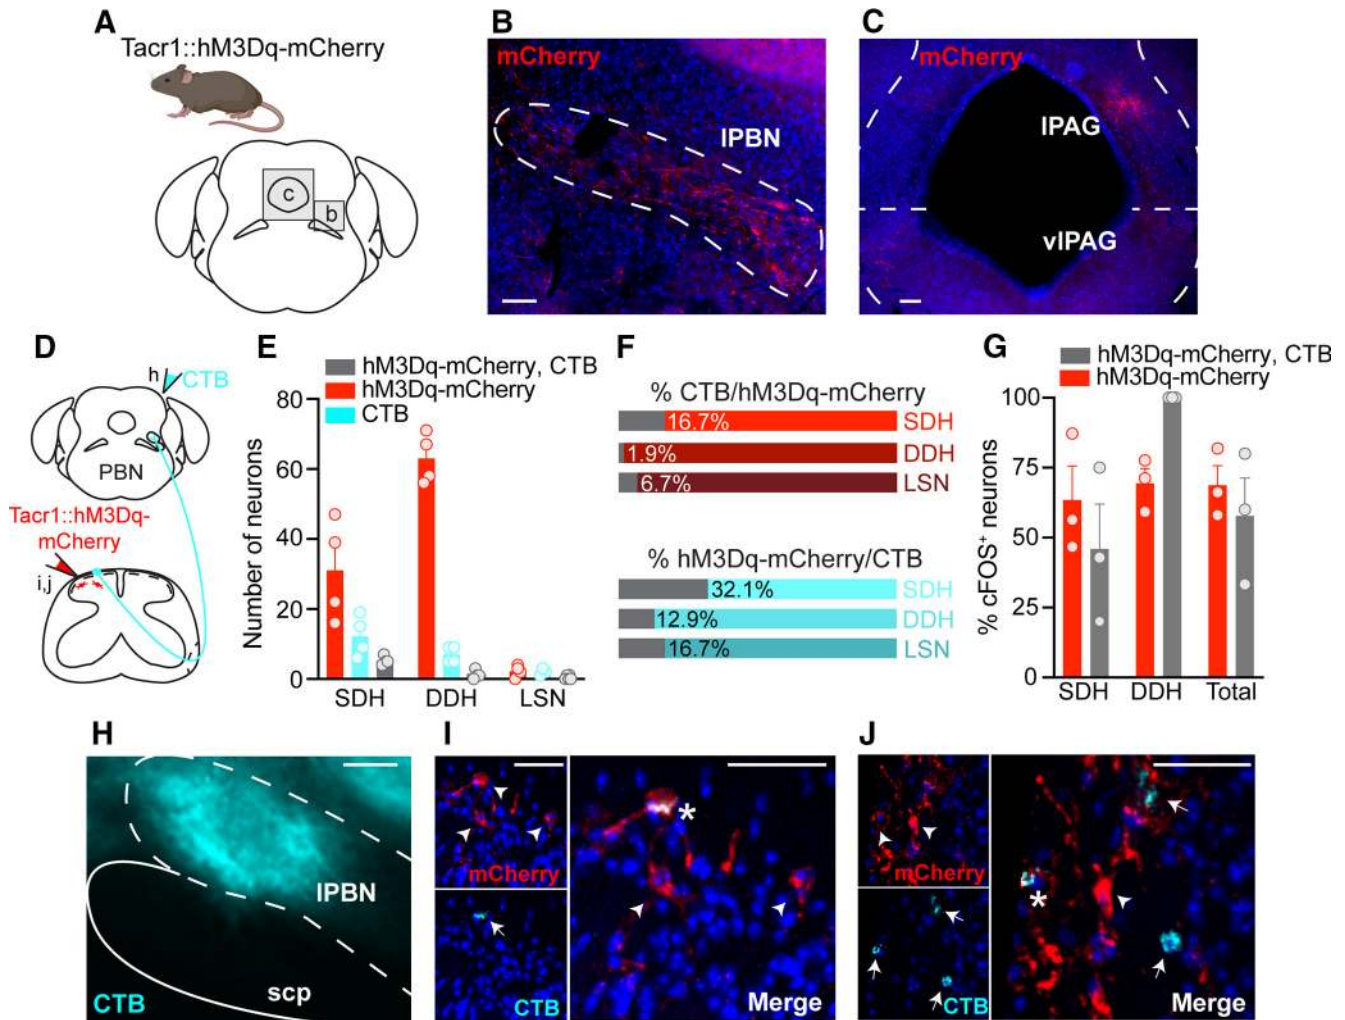 A
Tacr1::hM3Dq-mCherry
c
b
B
mCherry
lPBN
C
mCherry
lPAG
vlPAG
D
h
CTB
PBN
Tacr1::hM3Dq-
mCherry
i,j
E
hM3Dq-mCherry, CTB
hM3Dq-mCherry
CTB
Number of neurons
80
60
40
20
0
SDH
DDH
LSN
F
% CTB/hM3Dq-mCherry
16.7% SDH
1.9% DDH
6.7% LSN
% hM3Dq-mCherry/CTB
32.1% SDH
12.9% DDH
16.7% LSN
G
hM3Dq-mCherry, CTB
hM3Dq-mCherry
% cFOS⁺ neurons
100
75
50
25
0
SDH
DDH
Total
H
lPBN
scp
CTB
I
mCherry
CTB
*
Merge
J
mCherry
CTB
*
Merge